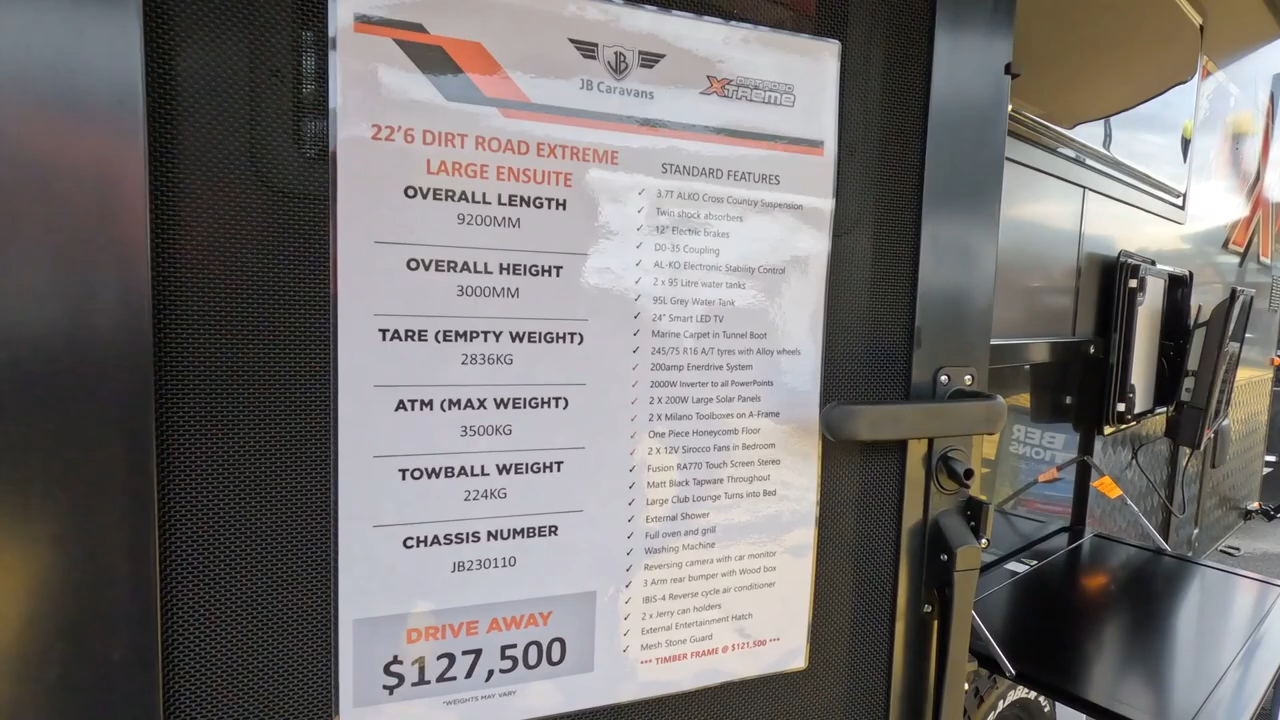 JB
JB Caravans
DIRT ROAD
XTREME
22'6 DIRT ROAD EXTREME
LARGE ENSUITE
OVERALL LENGTH
9200MM
OVERALL HEIGHT
3000MM
TARE (EMPTY WEIGHT)
2836KG
ATM (MAX WEIGHT)
3500KG
TOWBALL WEIGHT
224KG
CHASSIS NUMBER
JB230110
DRIVE AWAY
$127,500
*WEIGHTS MAY VARY
STANDARD FEATURES
✓ 3.7T ALKO Cross Country Suspension
✓ Twin shock absorbers
✓ 12" Electric brakes
✓ D0-35 Coupling
✓ AL-KO Electronic Stability Control
✓ 2 x 95 Litre water tanks
✓ 95L Grey Water Tank
✓ 24" Smart LED TV
✓ Marine Carpet in Tunnel Boot
✓ 245/75 R16 A/T tyres with Alloy wheels
✓ 200amp Enerdrive System
✓ 2000W Inverter to all PowerPoints
✓ 2 X 200W Large Solar Panels
✓ 2 X Milano Toolboxes on A-Frame
✓ One Piece Honeycomb Floor
✓ 2 X 12V Sirocco Fans in Bedroom
✓ Fusion RA770 Touch Screen Stereo
✓ Matt Black Tapware Throughout
✓ Large Club Lounge Turns into Bed
✓ External Shower
✓ Full oven and grill
✓ Washing Machine
✓ Reversing camera with car monitor
✓ 3 Arm rear bumper with Wood box
✓ IBIS-4 Reverse cycle air conditioner
✓ 2 x Jerry can holders
✓ External Entertainment Hatch
✓ Mesh Stone Guard
*** TIMBER FRAME @ $121,500 ***